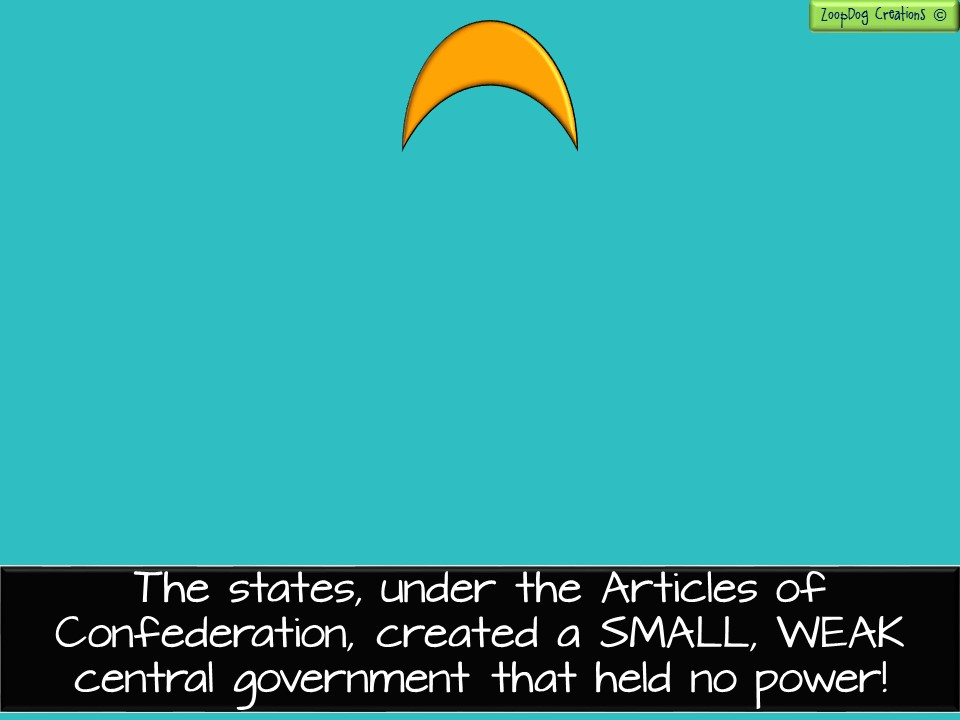 ZoopDog Creations ©
The states, under the Articles of
Confederation, created a SMALL, WEAK
central government that held no power!